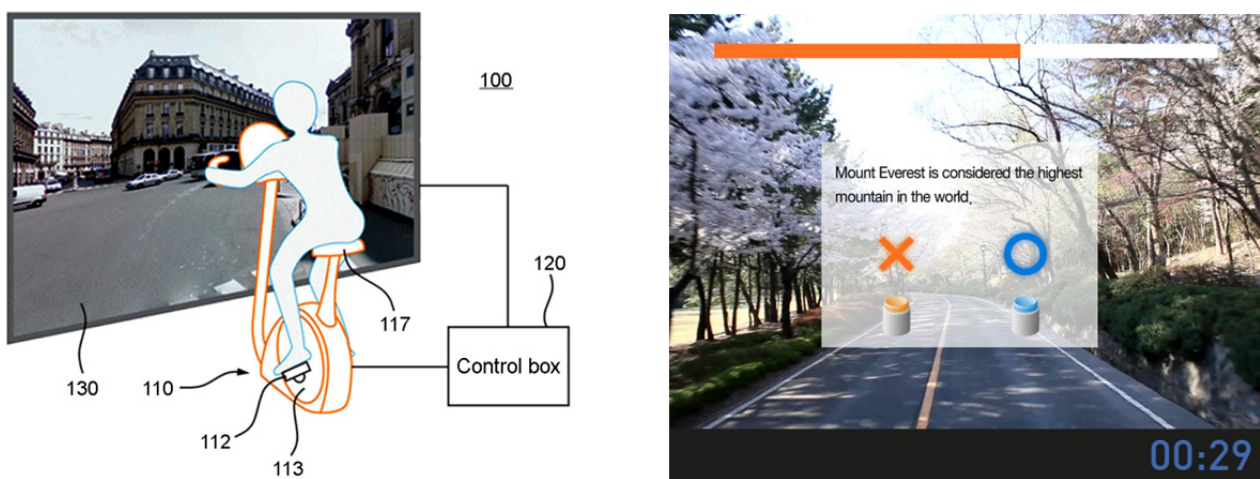 100
120
117
Control box
130
110
112
113
Mount Everest is considered the highest
mountain in the world.
00:29